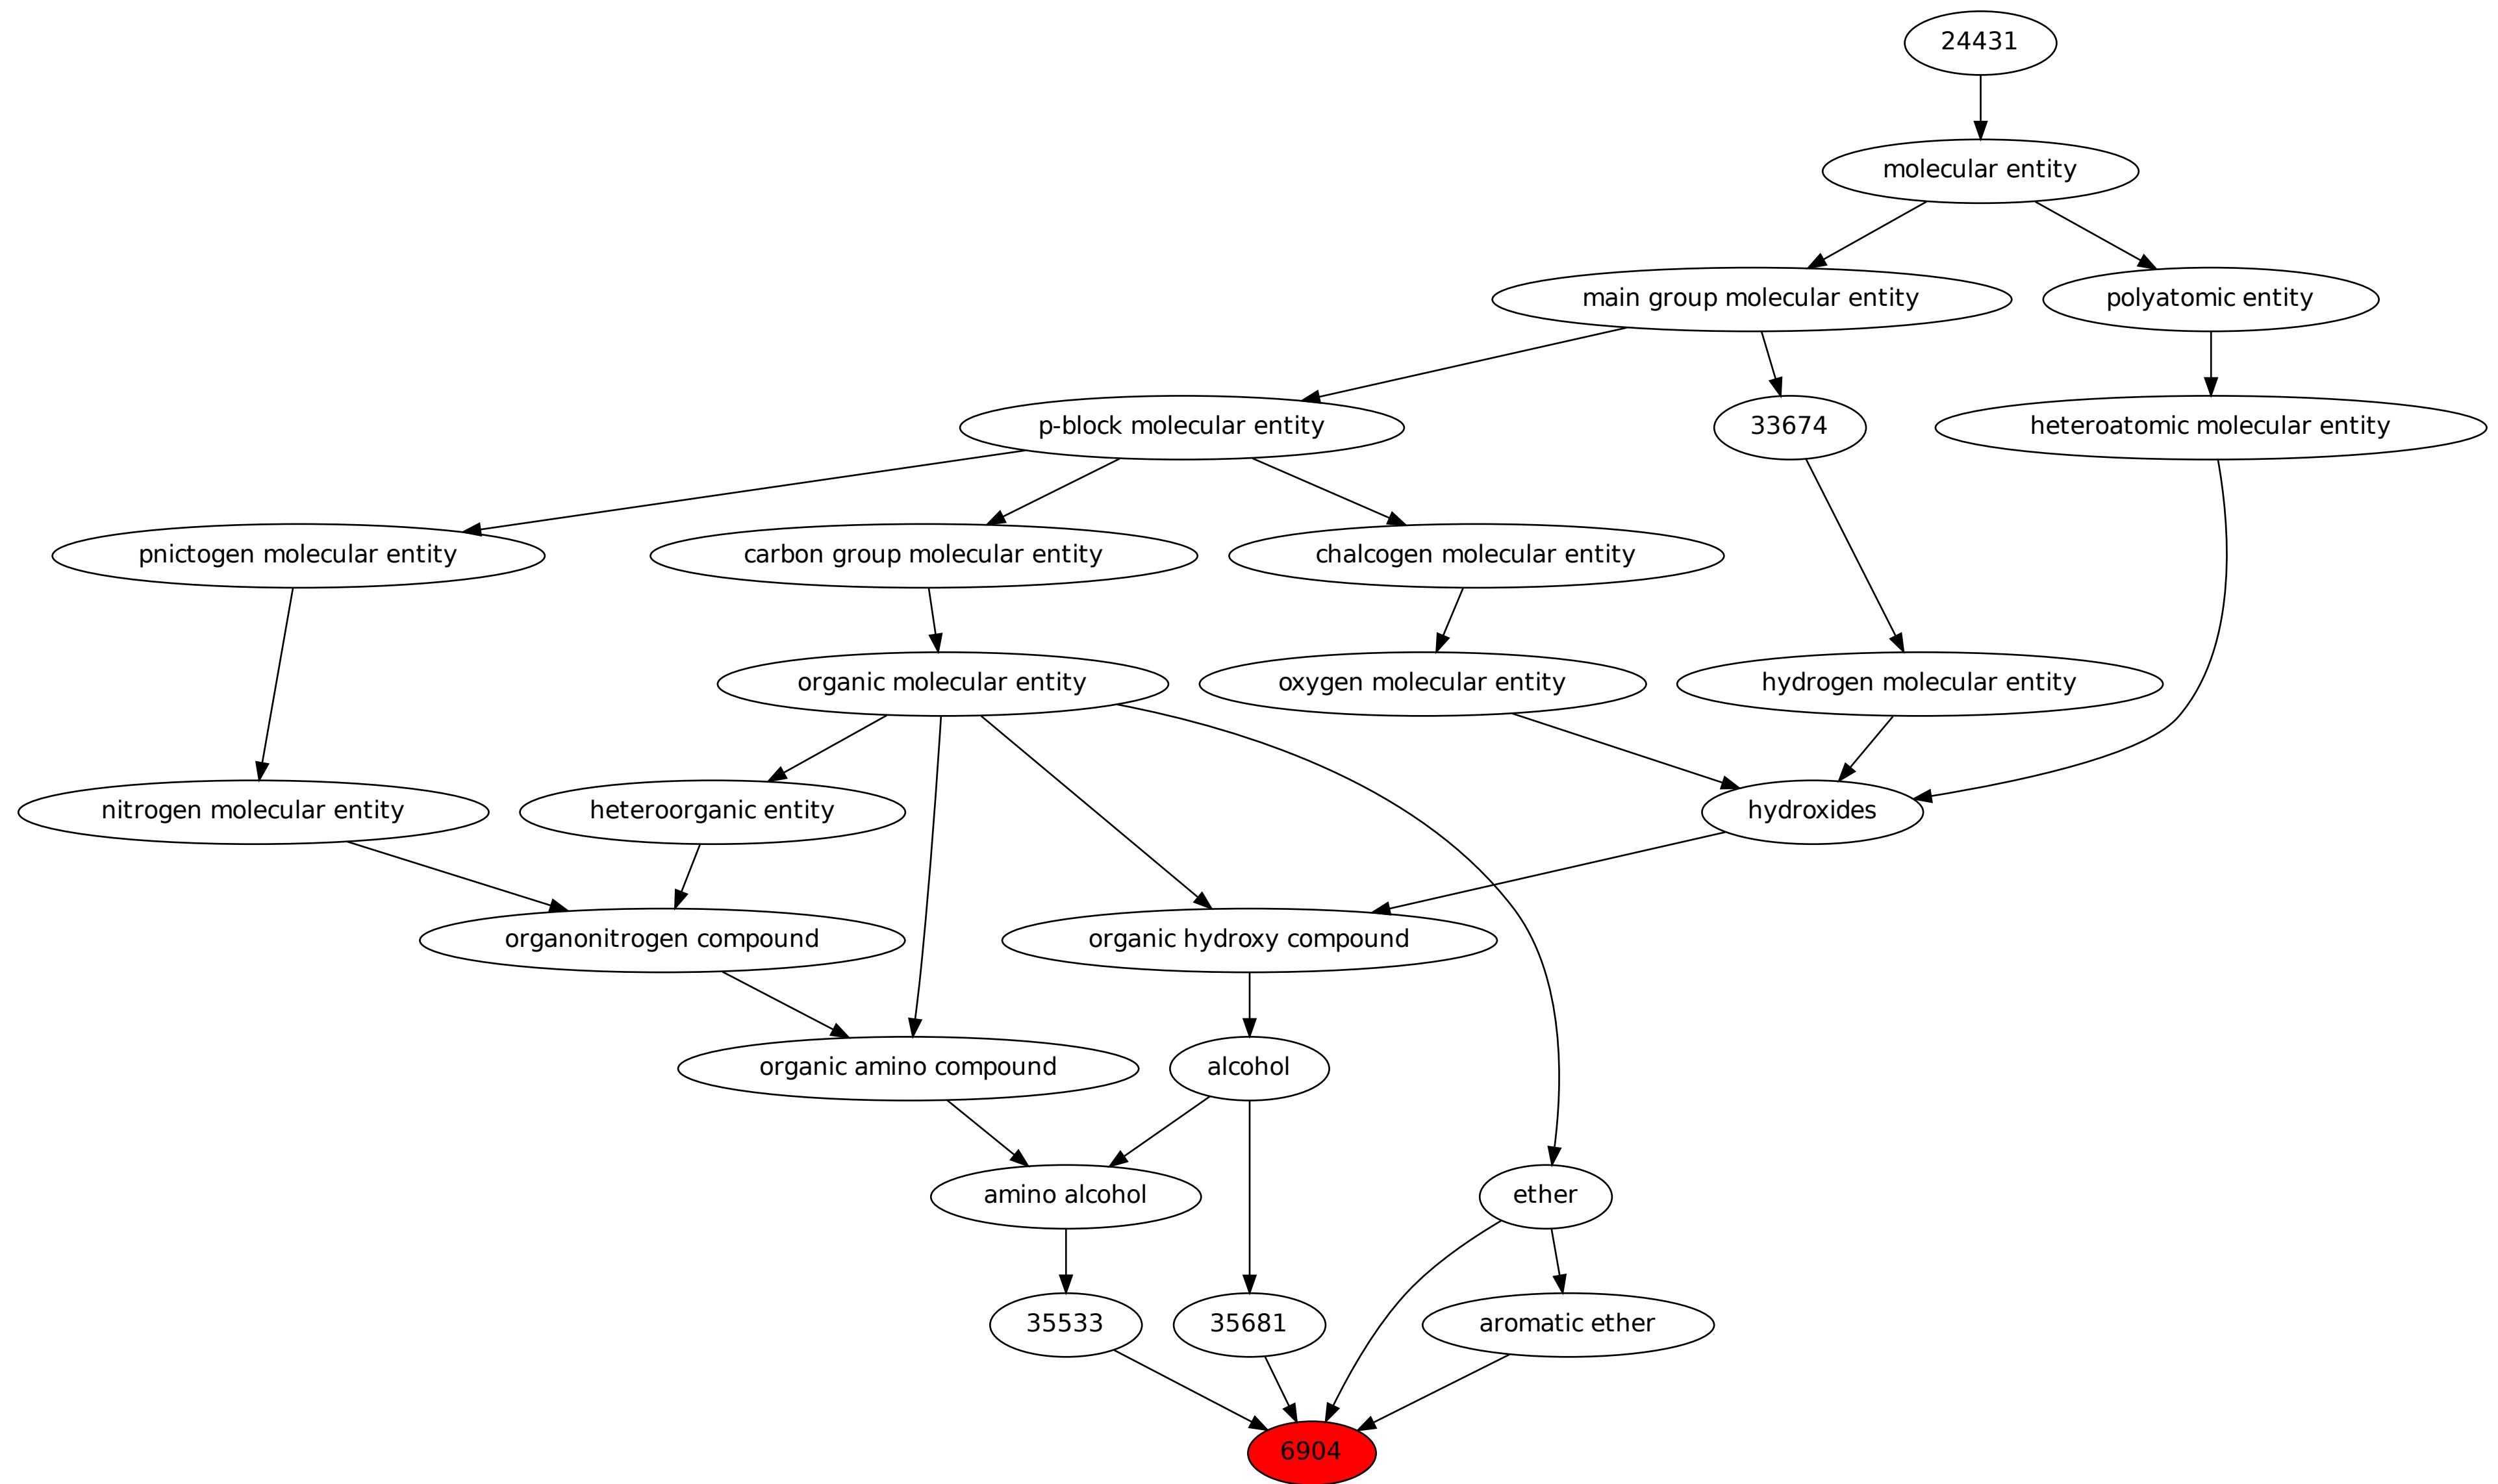 24431
molecular entity
main group molecular entity
polyatomic entity
p-block molecular entity
33674
heteroatomic molecular entity
pnictogen molecular entity
carbon group molecular entity
chalcogen molecular entity
organic molecular entity
oxygen molecular entity
hydrogen molecular entity
nitrogen molecular entity
heteroorganic entity
hydroxides
organonitrogen compound
organic hydroxy compound
organic amino compound
alcohol
amino alcohol
ether
35533
35681
aromatic ether
6904